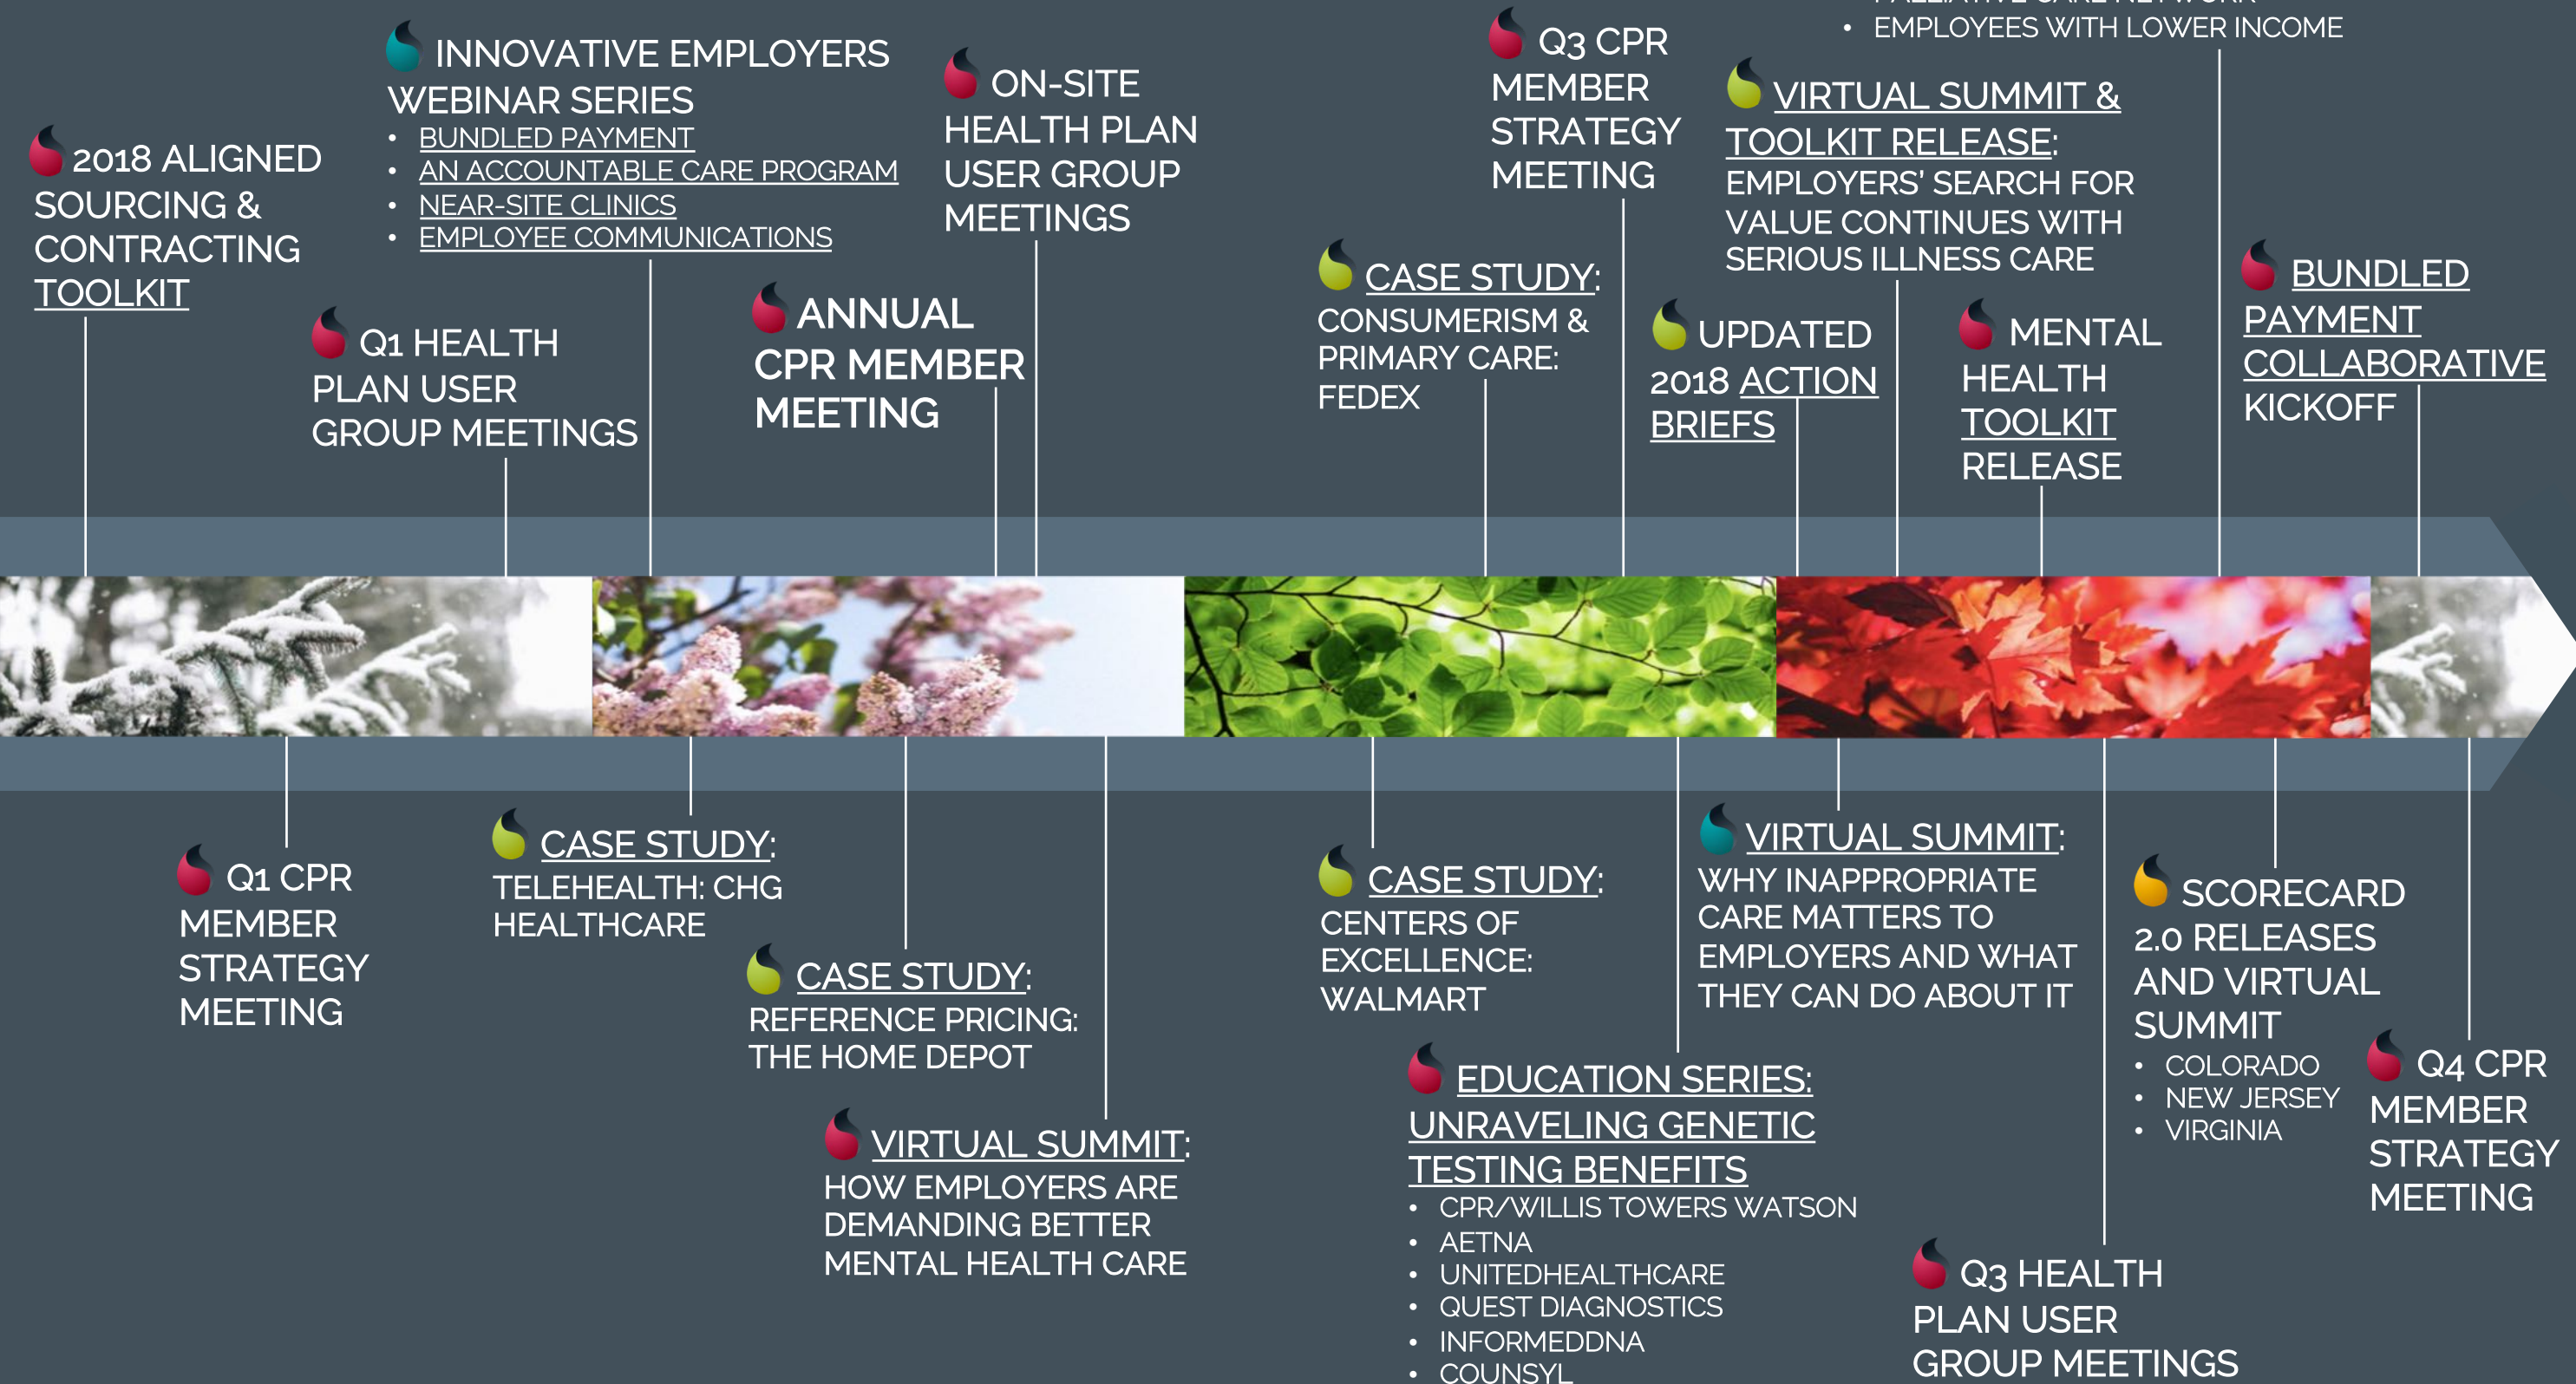 2018 ALIGNED
SOURCING &
CONTRACTING
TOOLKIT
Q1 HEALTH
PLAN USER
GROUP MEETINGS
INNOVATIVE EMPLOYERS
WEBINAR SERIES
• BUNDLED PAYMENT
• AN ACCOUNTABLE CARE PROGRAM
• NEAR-SITE CLINICS
• EMPLOYEE COMMUNICATIONS
ANNUAL
CPR MEMBER
MEETING
ON-SITE
HEALTH PLAN
USER GROUP
MEETINGS
CASE STUDY:
CONSUMERISM &
PRIMARY CARE:
FEDEX
Q3 CPR
MEMBER
STRATEGY
MEETING
UPDATED
2018 ACTION
BRIEFS
VIRTUAL SUMMIT &
TOOLKIT RELEASE:
EMPLOYERS' SEARCH FOR
VALUE CONTINUES WITH
SERIOUS ILLNESS CARE
MENTAL
HEALTH
TOOLKIT
RELEASE
PALLIATIVE CARE NETWORK
• EMPLOYEES WITH LOWER INCOME
BUNDLED
PAYMENT
COLLABORATIVE
KICKOFF
Q1 CPR
MEMBER
STRATEGY
MEETING
CASE STUDY:
TELEHEALTH: CHG
HEALTHCARE
CASE STUDY:
REFERENCE PRICING:
THE HOME DEPOT
VIRTUAL SUMMIT:
HOW EMPLOYERS ARE
DEMANDING BETTER
MENTAL HEALTH CARE
CASE STUDY:
CENTERS OF
EXCELLENCE:
WALMART
EDUCATION SERIES:
UNRAVELING GENETIC
TESTING BENEFITS
• CPR/WILLIS TOWERS WATSON
• AETNA
• UNITEDHEALTHCARE
• QUEST DIAGNOSTICS
• INFORMEDDNA
• COUNSYL
VIRTUAL SUMMIT:
WHY INAPPROPRIATE
CARE MATTERS TO
EMPLOYERS AND WHAT
THEY CAN DO ABOUT IT
Q3 HEALTH
PLAN USER
GROUP MEETINGS
SCORECARD
2.0 RELEASES
AND VIRTUAL
SUMMIT
• COLORADO
• NEW JERSEY
• VIRGINIA
Q4 CPR
MEMBER
STRATEGY
MEETING